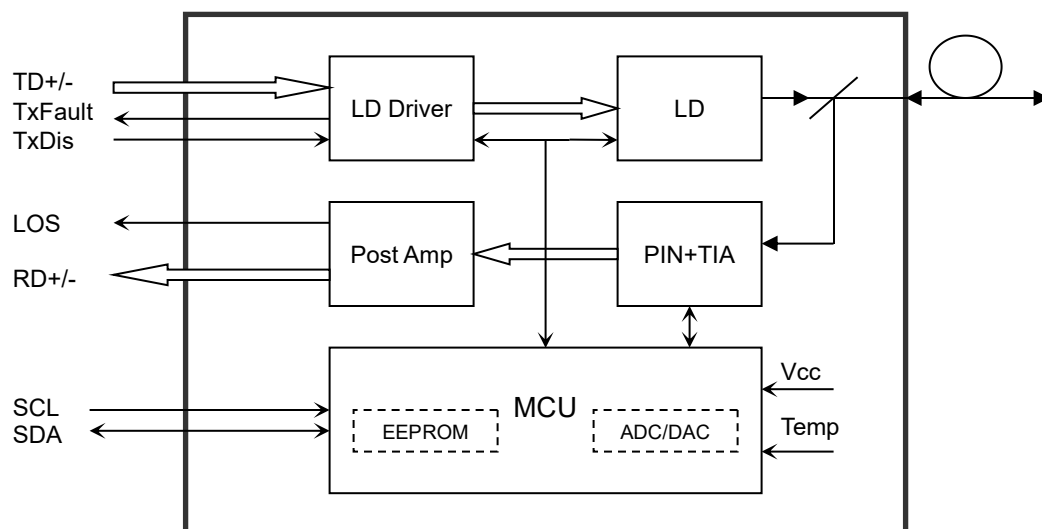 TD+/-
TxFault
TxDis
LD Driver
LD
LOS
RD+/-
Post Amp
PIN+TIA
SCL
SDA
MCU
EEPROM
ADC/DAC
Vcc
Temp